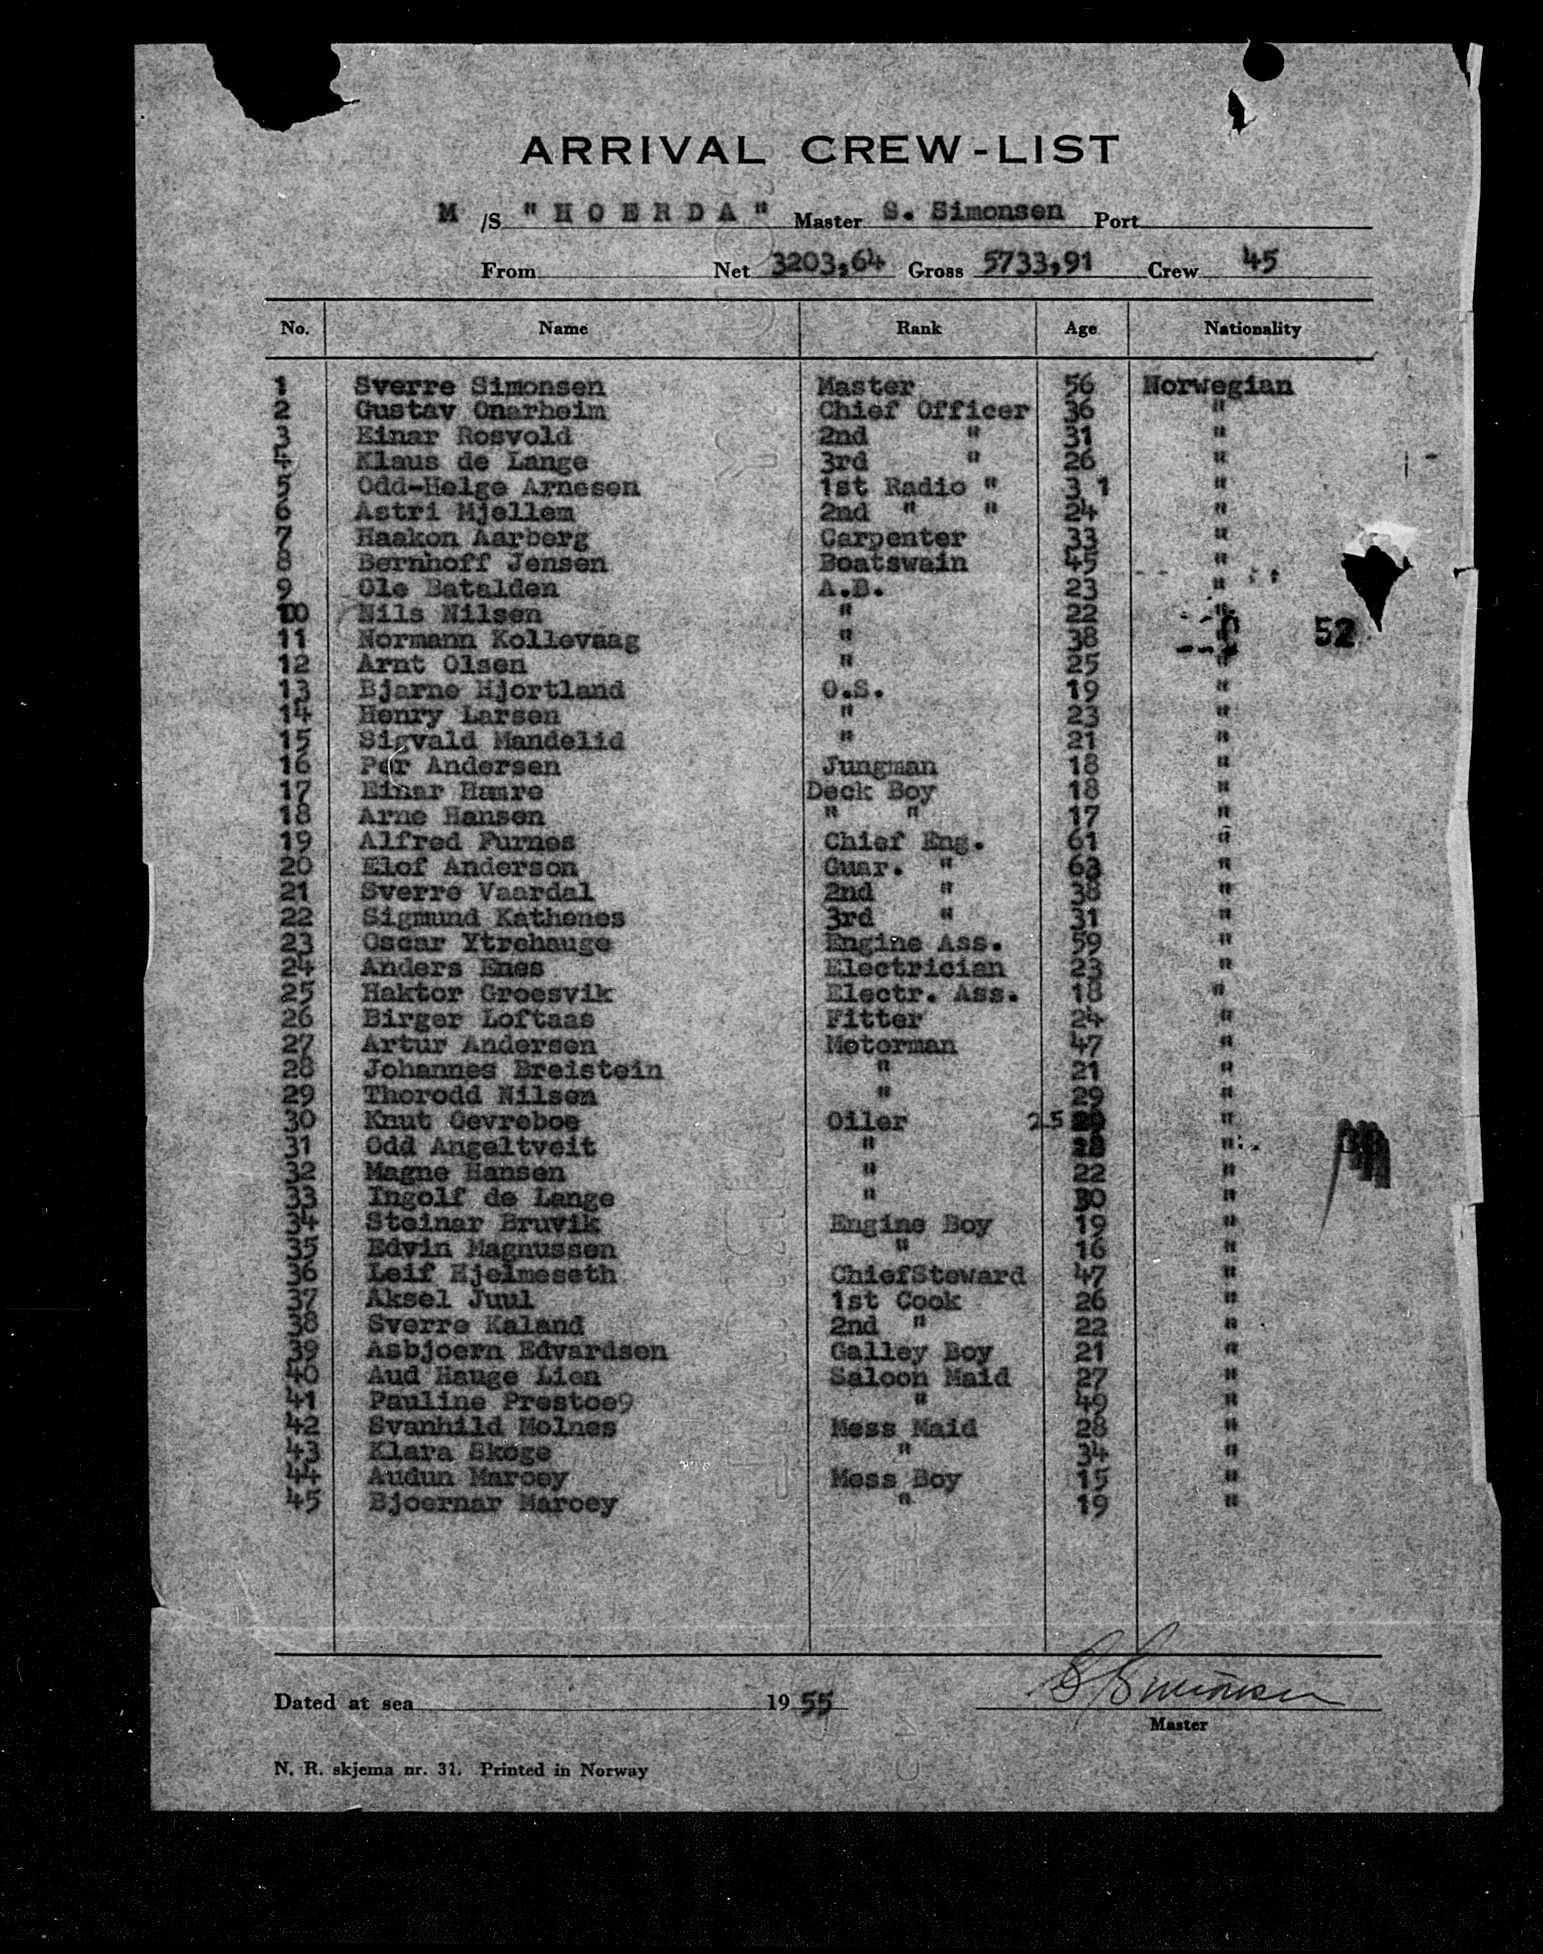 ARRIVAL CREW-LIST
M /S "HOERDA" Master S. Simonsen Port
From Net 3203,64 Gross 5733,91 Crew 45
No. Name Rank Age Nationality
1 Sverre Simonsen Master 56 Norwegian
2 Gustav Onarheim Chief Officer 36 "
3 Einar Rosvold 2nd " 31 "
4 Klaus de Lange 3rd " 26 "
5 Odd-Helge Arnesen 1st Radio " 3 1 "
6 Astri Mjellem 2nd " " 24 "
7 Haakon Aarberg Carpenter 33 "
8 Bernhoff Jensen Boatswain 45 "
9 Ole Batalden A.B. 23 "
10 Nils Nilsen " 22 "
11 Normann Kollevaag " 38 " 52
12 Arnt Olsen " 25 "
13 Bjarne Hjortland O.S. 19 "
14 Henry Larsen " 23 "
15 Sigvald Mandelid " 21 "
16 Per Andersen Jungman 18 "
17 Einar Hamre Deck Boy 18 "
18 Arne Hansen " " 17 "
19 Alfred Furnes Chief Eng. 61 "
20 Elof Anderson Guar. " 63 "
21 Sverre Vaardal 2nd " 38 "
22 Sigmund Kathenes 3rd " 31 "
23 Oscar Ytrehauge Engine Ass. 59 "
24 Anders Enes Electrician 23 "
25 Haktor Groesvik Electr. Ass. 18 "
26 Birger Loftaas Fitter 24 "
27 Artur Andersen Motorman 47 "
28 Johannes Breistein " 21 "
29 Thorodd Nilsen " 29 "
30 Knut Gevreboe Oiler 25 "
31 Odd Angeltveit " "
32 Magne Hansen " 22 "
33 Ingolf de Lange " 30 "
34 Steinar Bruvik Engine Boy 19 "
35 Edvin Magnussen " 16 "
36 Leif Hjelmeseth ChiefSteward 47 "
37 Aksel Juul 1st Cook 26 "
38 Sverre Kaland 2nd " 22 "
39 Asbjoern Edvardsen Galley Boy 21 "
40 Aud Hauge Lien Saloon Maid 27 "
41 Pauline Prestoe9 " 49 "
42 Svanhild Molnes Mess Maid 28 "
43 Klara Skoge " 34 "
44 Audun Maroey Mess Boy 15 "
45 Bjoernar Maroey " 19 "
Dated at sea 19 55 S. Simonsen
Master
N. R. skjema nr. 31. Printed in Norway